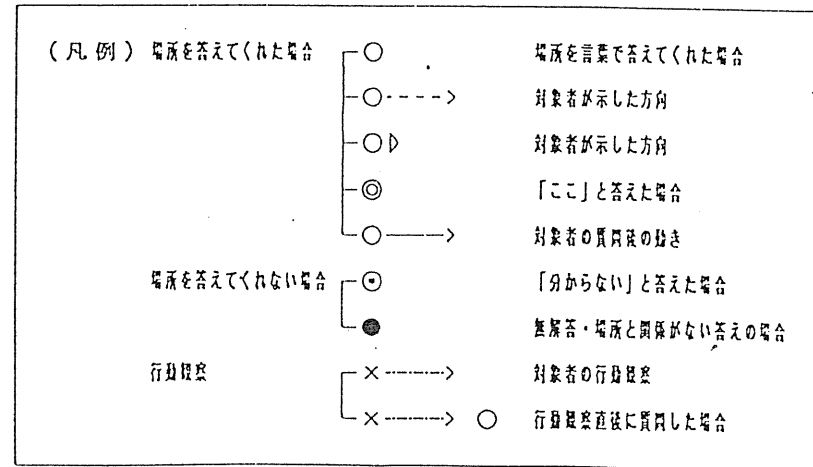 (凡例) 場所を答えてくれた場合 場所を言葉で答えてくれた場合
対象者が示した方向
対象者が示した方向
「ここ」と答えた場合
対象者の質問後の動き
場所を答えてくれない場合 「分からない」と答えた場合
無解答・場所と関係がない答えの場合
行動観察 対象者の行動観察
行動観察直後に質問した場合